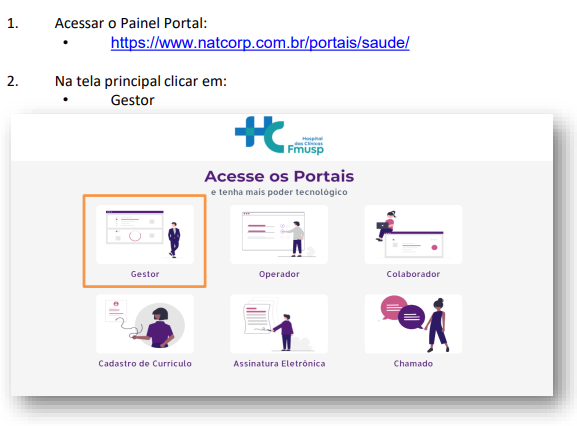 1. Acessar o Painel Portal:
• https://www.natcorp.com.br/portais/saude/
2. Na tela principal clicar em:
• Gestor
HC
Hospital
das Clínicas
Fmusp
Acesse os Portais
e tenha mais poder tecnológico
Gestor Operador Colaborador
Cadastro de Currículo Assinatura Eletrônica Chamado